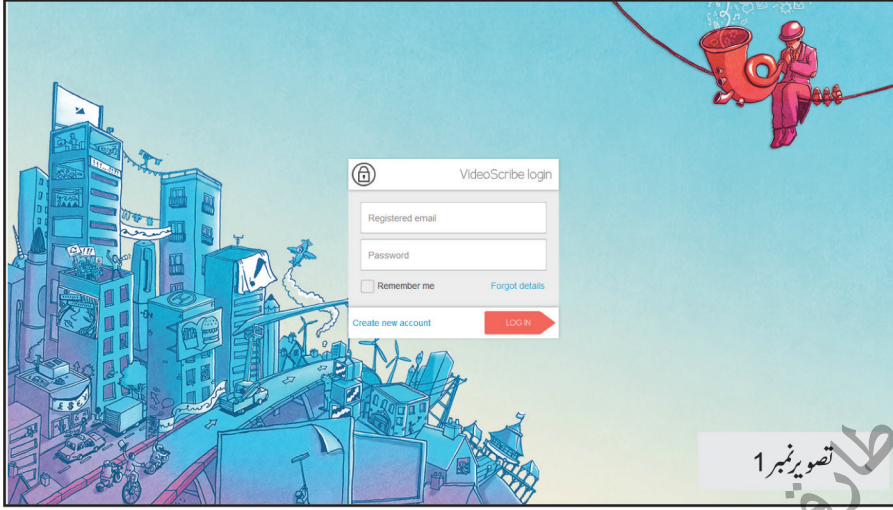 VideoScribe login
Registered email
Password
Remember me
Forgot details
Create new account
LOG IN
£ $ €
تصویر نمبر 1